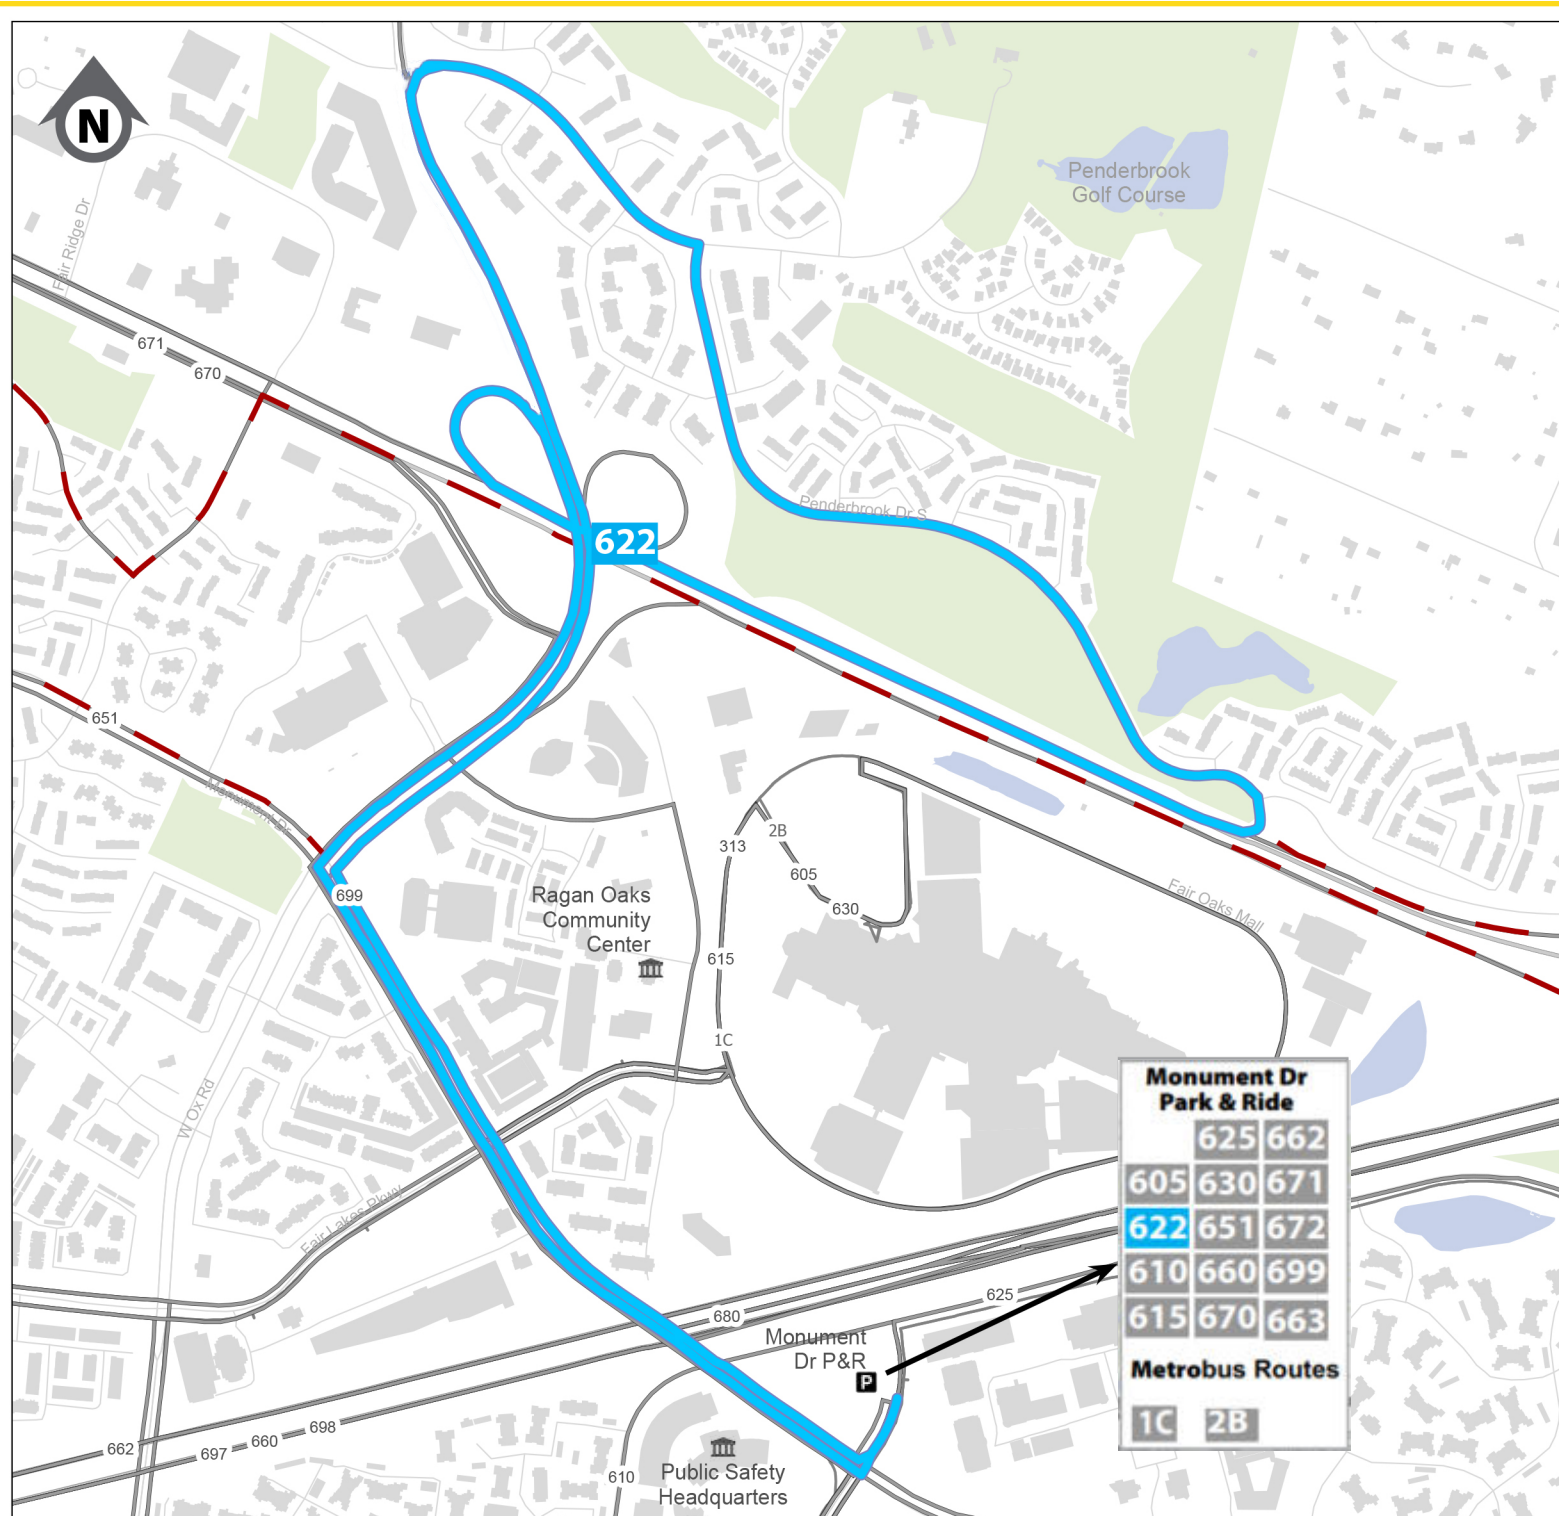 N
Penderbrook
Golf Course
Fair Ridge Dr
671
670
Penderbrook Dr S
622
651
Monument Dr
699
2B
313
605
630
Ragan Oaks
Community
Center
615
Fair Oaks Mall
1C
W Ox Rd
Fair Lakes Pkwy
Monument Dr
Park & Ride
625 662
605 630 671
622 651 672
610 660 699
615 670 663
Metrobus Routes
1C 2B
625
680
Monument
Dr P&R
P
698
660
697
662
610
Public Safety
Headquarters